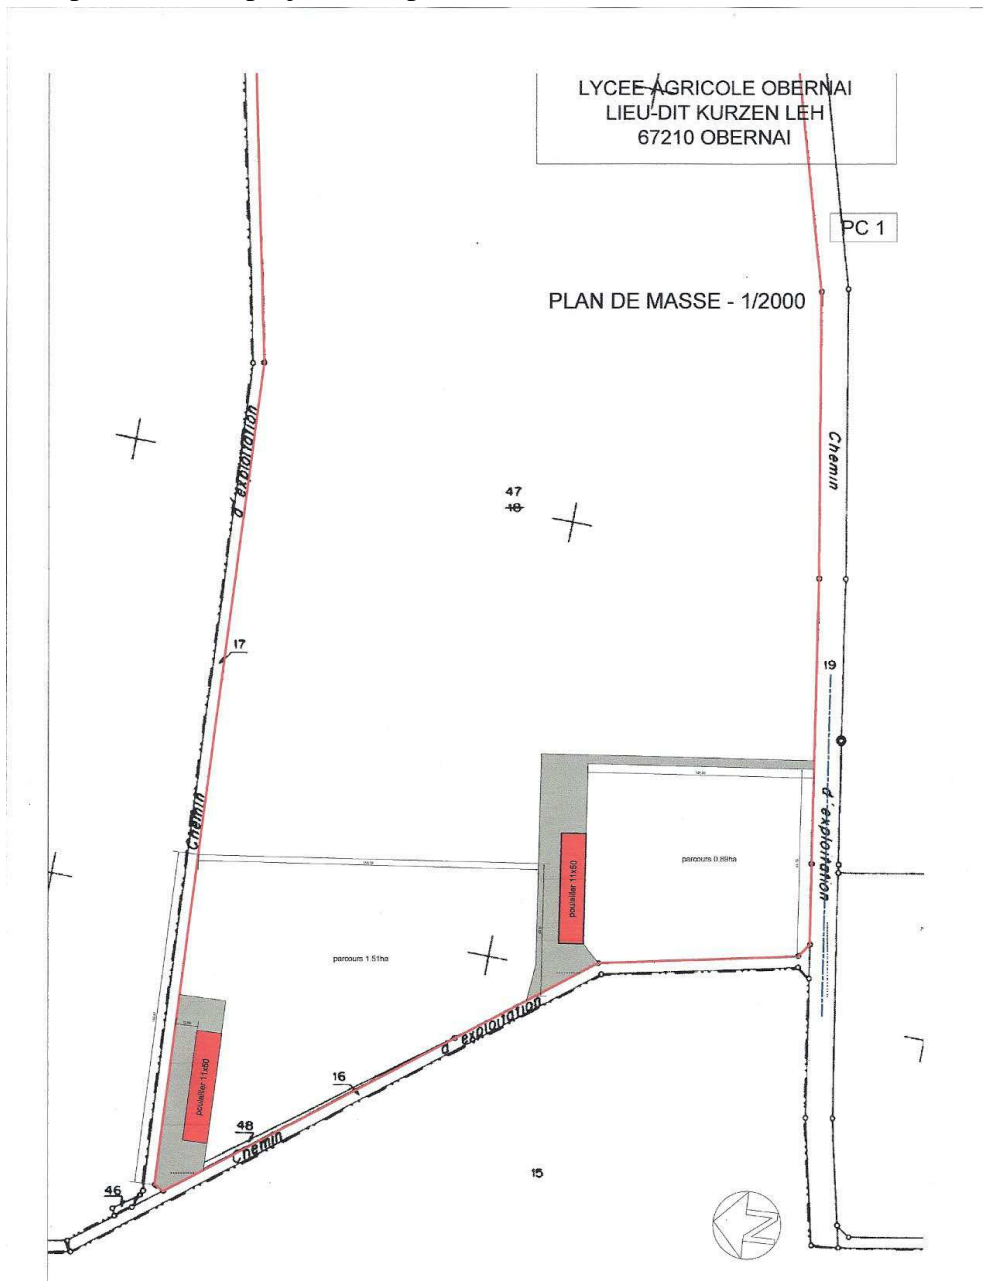 LYCEE AGRICOLE OBERNAI
LIEU-DIT KURZEN LEH
67210 OBERNAI
PC 1
PLAN DE MASSE - 1/2000
Chemin
d'exploitation
47
18
17
19
Chemin
d'exploitation
parcours 0.89ha
poulailler 11x60
parcours 1.51ha
d'exploitation
16
poulailler 11x60
48
Chemin
15
46
N